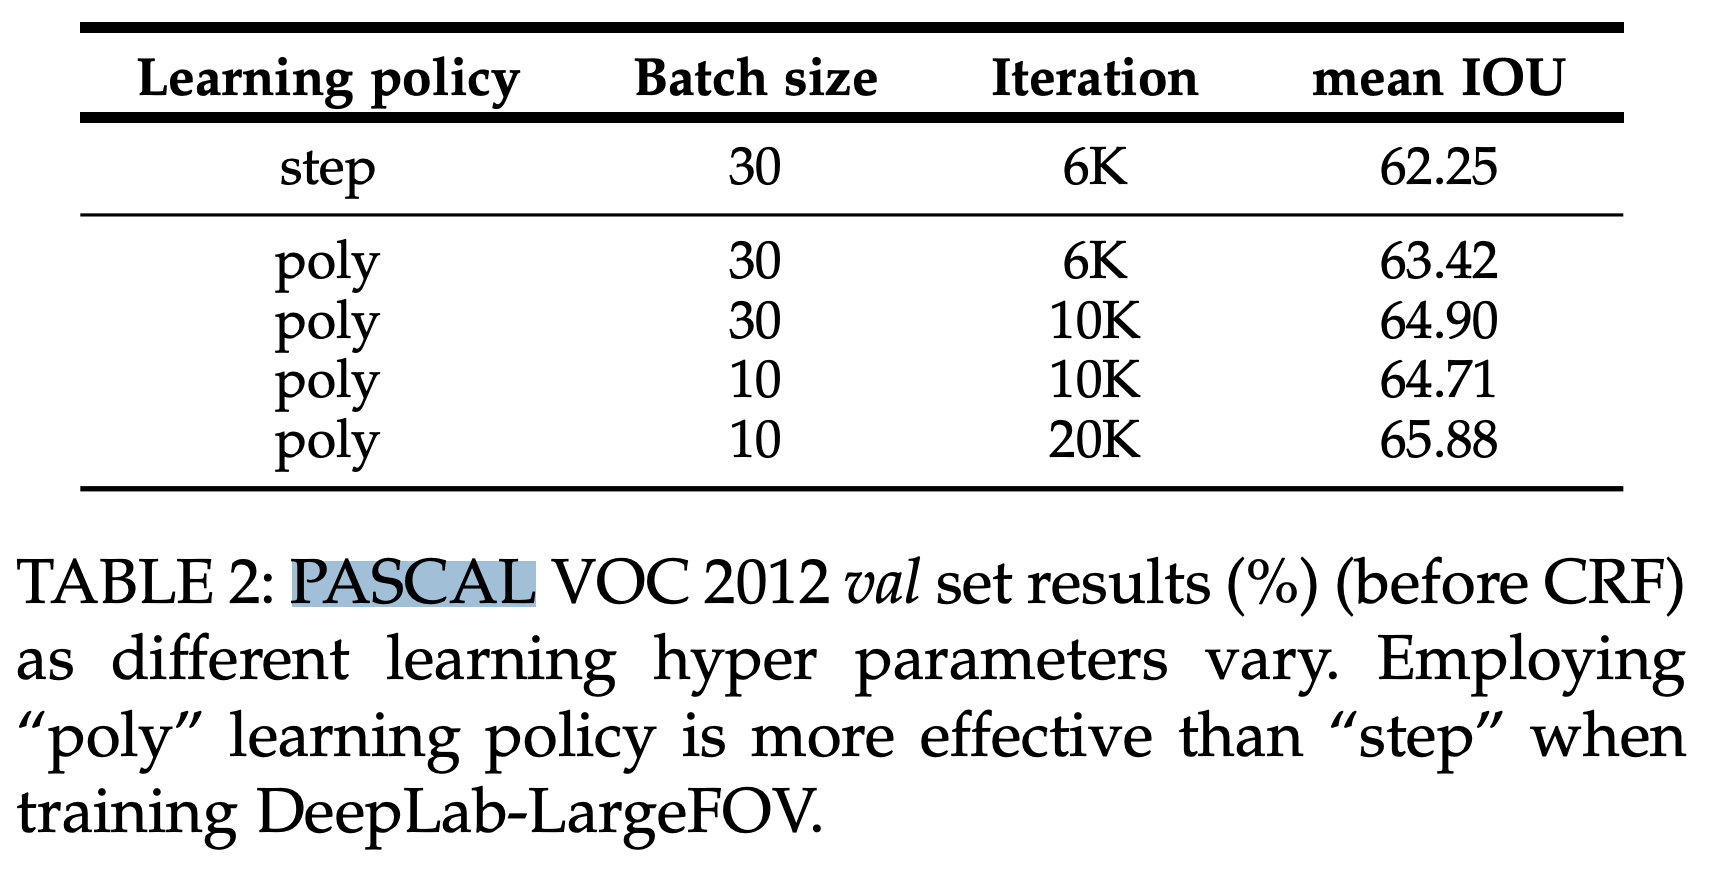 Learning policy Batch size Iteration mean IOU
step 30 6K 62.25
poly 30 6K 63.42
poly 30 10K 64.90
poly 10 10K 64.71
poly 10 20K 65.88
TABLE 2: PASCAL VOC 2012 val set results (%) (before CRF)
as different learning hyper parameters vary. Employing
“poly” learning policy is more effective than “step” when
training DeepLab-LargeFOV.